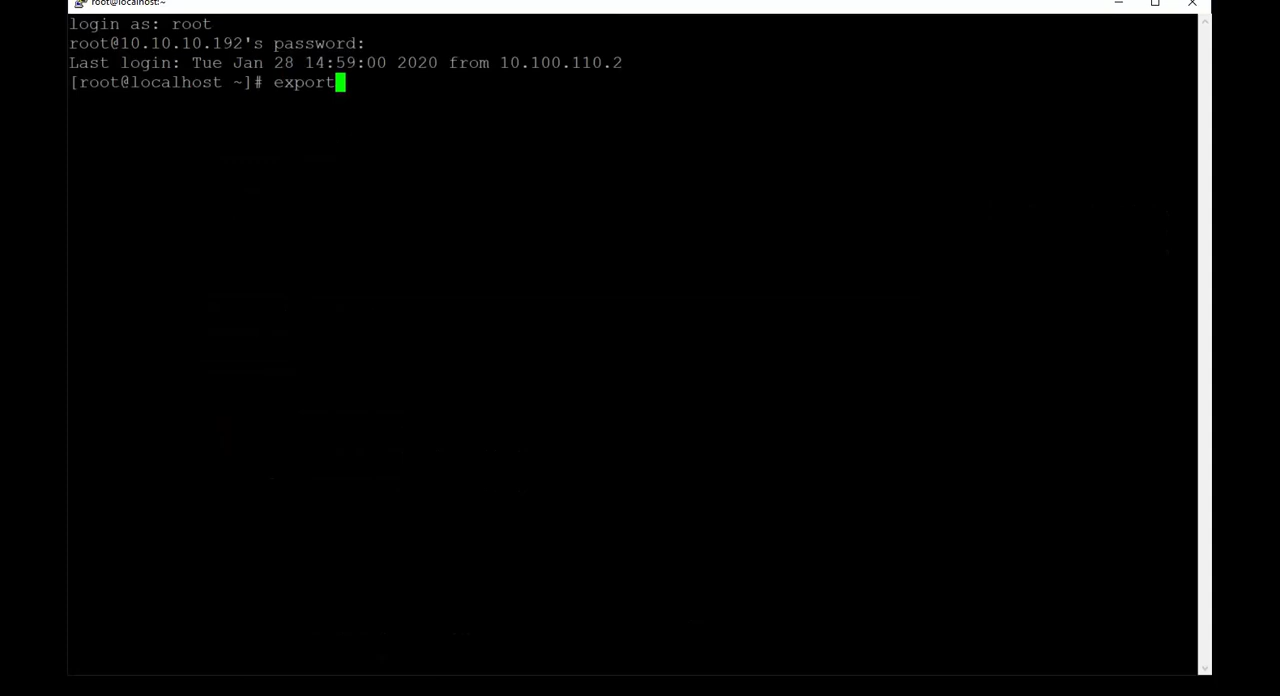 root@localhost:~
login as: root
root@10.10.10.192's password:
Last login: Tue Jan 28 14:59:00 2020 from 10.100.110.2
[root@localhost ~]# export